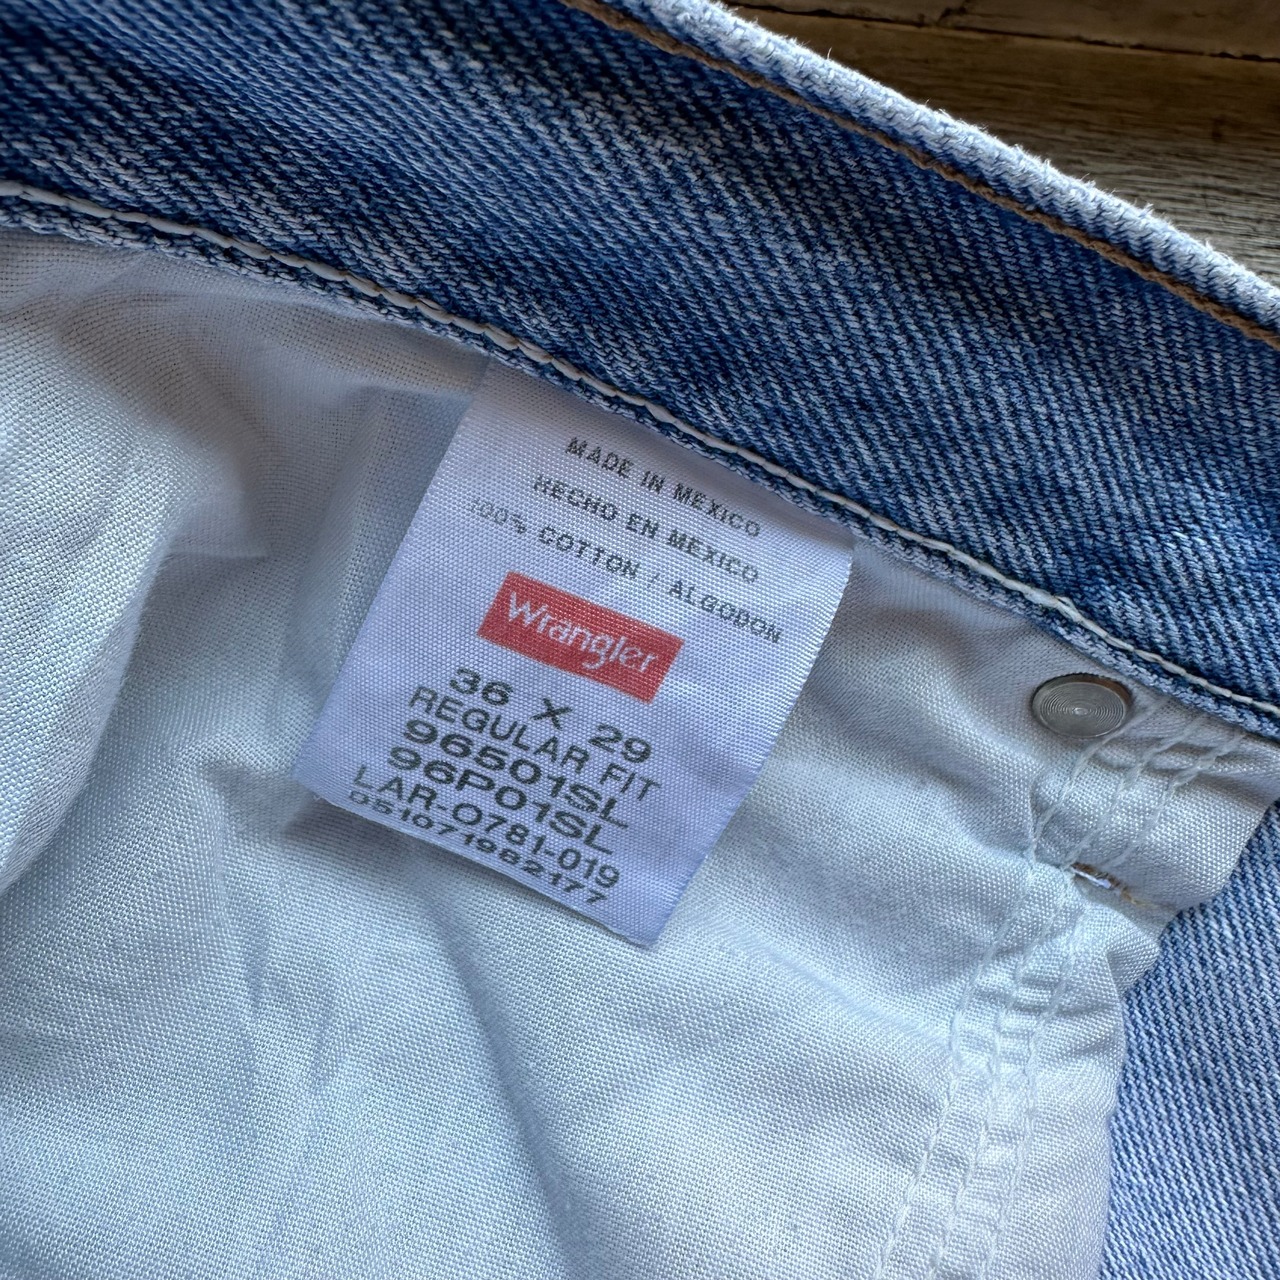 MADE IN MEXICO
HECHO EN MEXICO
100% COTTON / ALGODON
Wrangler
36 X 29
REGULAR FIT
96501SL
96P01SL
LAR-O781-019
051071982177